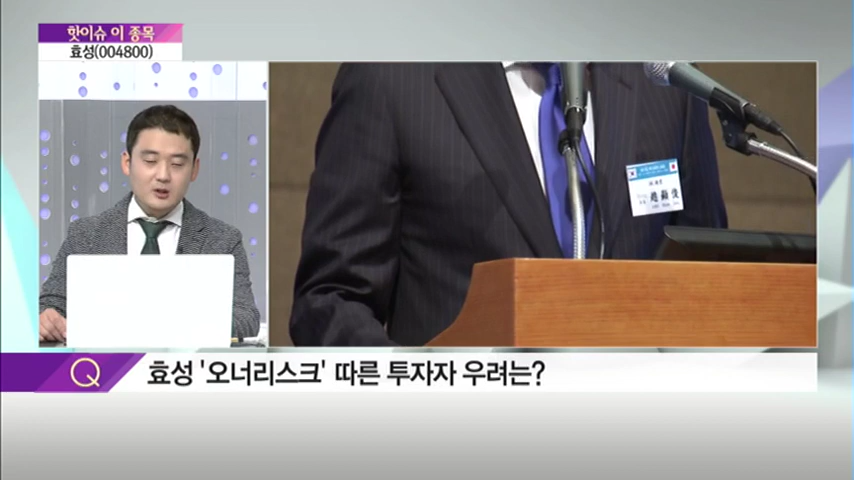 핫이슈 이 종목
효성(004800)
Q 효성 '오너리스크' 따른 투자자 우려는?